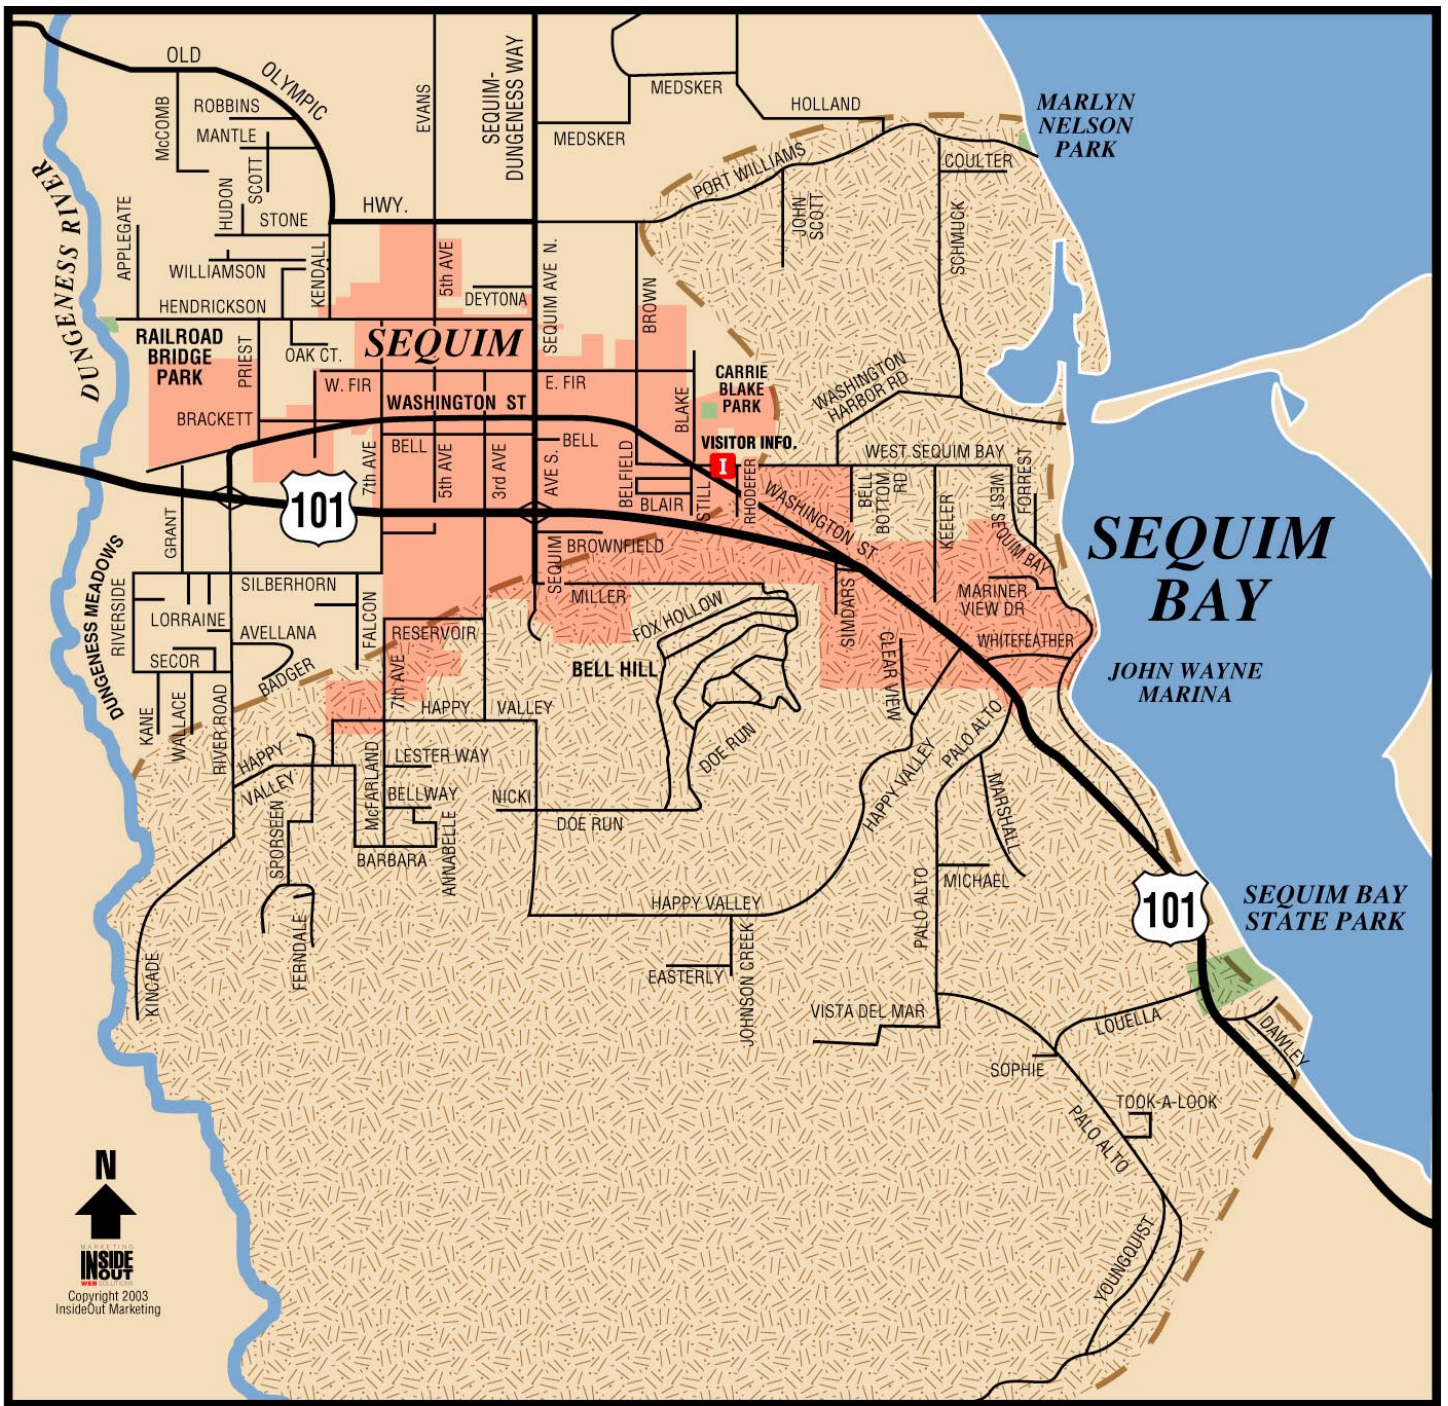 OLD
OLYMPIC
HWY.
McCOMB
ROBBINS
MANTLE
SCOTT
HUDON
STONE
APPLEGATE
WILLIAMSON
KENDALL
HENDRICKSON
EVANS
SEQUIM-
DUNGENESS WAY
MEDSKER
MEDSKER
HOLLAND
MARLYN
NELSON
PARK
PORT WILLIAMS
COULTER
JOHN
SCOTT
SCHMUCK
DUNGENESS RIVER
5th AVE
DEYTONA
SEQUIM AVE N.
BROWN
RAILROAD
BRIDGE
PARK
PRIEST
OAK CT.
SEQUIM
W. FIR
E. FIR
WASHINGTON ST
BRACKETT
BLAKE
CARRIE
BLAKE
PARK
WASHINGTON
HARBOR RD.
VISITOR INFO.
I
BELL
BELL
7th AVE
5th AVE
3rd AVE
AVE S.
SEQUIM
BELFIELD
BLAIR
STILL
RHODEFER
WASHINGTON ST
WEST SEQUIM BAY
BELL
BOTTOM
RD
KEELER
WEST SEQUIM BAY
FORREST
101
GRANT
BROWNFIELD
SEQUIM
BAY
DUNGENESS MEADOWS
RIVERSIDE
SILBERHORN
LORRAINE
AVELLANA
SECOR
BADGER
FALCON
RESERVOIR
7th AVE
MILLER
FOX HOLLOW
BELL HILL
SIMDARS
CLEAR VIEW
MARINER
VIEW DR
WHITEFEATHER
JOHN WAYNE
MARINA
KANE
WALLACE
RIVER ROAD
HAPPY
VALLEY
HAPPY
VALLEY
LESTER WAY
McFARLAND
BELLWAY
NICKI
DOE RUN
DOE RUN
HAPPY VALLEY
PALO ALTO
MARSHALL
SPORSEEN
BARBARA
ANNABELLE
FERNDALE
KINCADE
HAPPY VALLEY
EASTERLY
JOHNSON CREEK
PALO ALTO
MICHAEL
101
SEQUIM BAY
STATE PARK
VISTA DEL MAR
LOUELLA
SOPHIE
DAWLEY
TOOK-A-LOOK
PALO ALTO
YOUNGQUIST
N
MARKETING
INSIDE
OUT
WEB SOLUTIONS
Copyright 2003
InsideOut Marketing